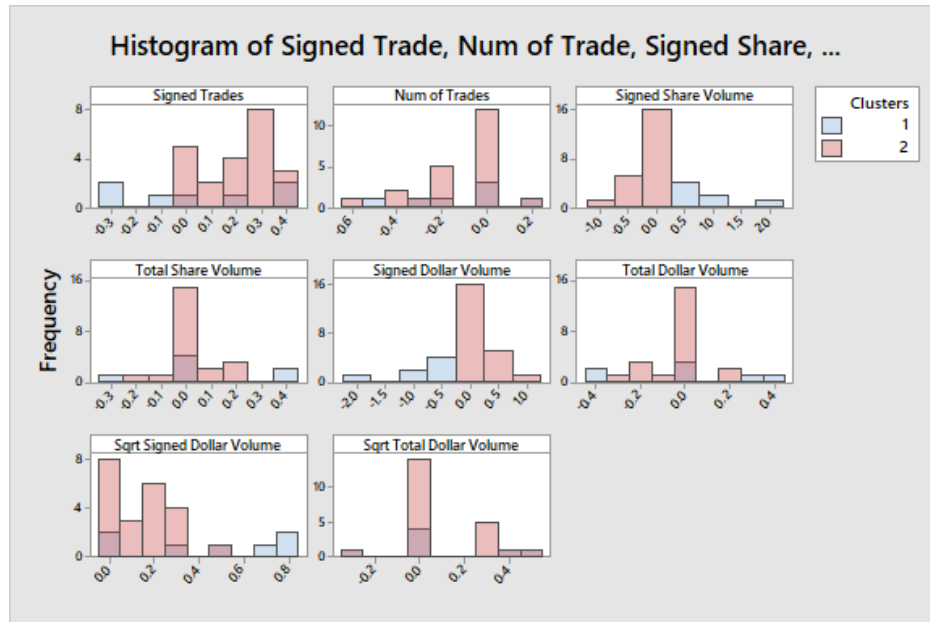 Histogram of Signed Trade, Num of Trade, Signed Share, ...
Signed Trades
8
4
0
-0.3 -0.2 -0.1 0.0 0.1 0.2 0.3 0.4
Num of Trades
10
5
0
-0.6 -0.4 -0.2 0.0 0.2
Signed Share Volume
16
8
0
-1.0 -0.5 0.0 0.5 1.0 1.5 2.0
Clusters
1
2
Frequency
Total Share Volume
8
0
-0.3 -0.2 -0.1 0.0 0.1 0.2 0.3 0.4
Signed Dollar Volume
16
8
0
-2.0 -1.5 -1.0 -0.5 0.0 0.5 1.0
Total Dollar Volume
16
8
0
-0.4 -0.2 0.0 0.2 0.4
Sqrt Signed Dollar Volume
8
4
0
0.0 0.2 0.4 0.6 0.8
Sqrt Total Dollar Volume
10
5
0
-0.2 0.0 0.2 0.4